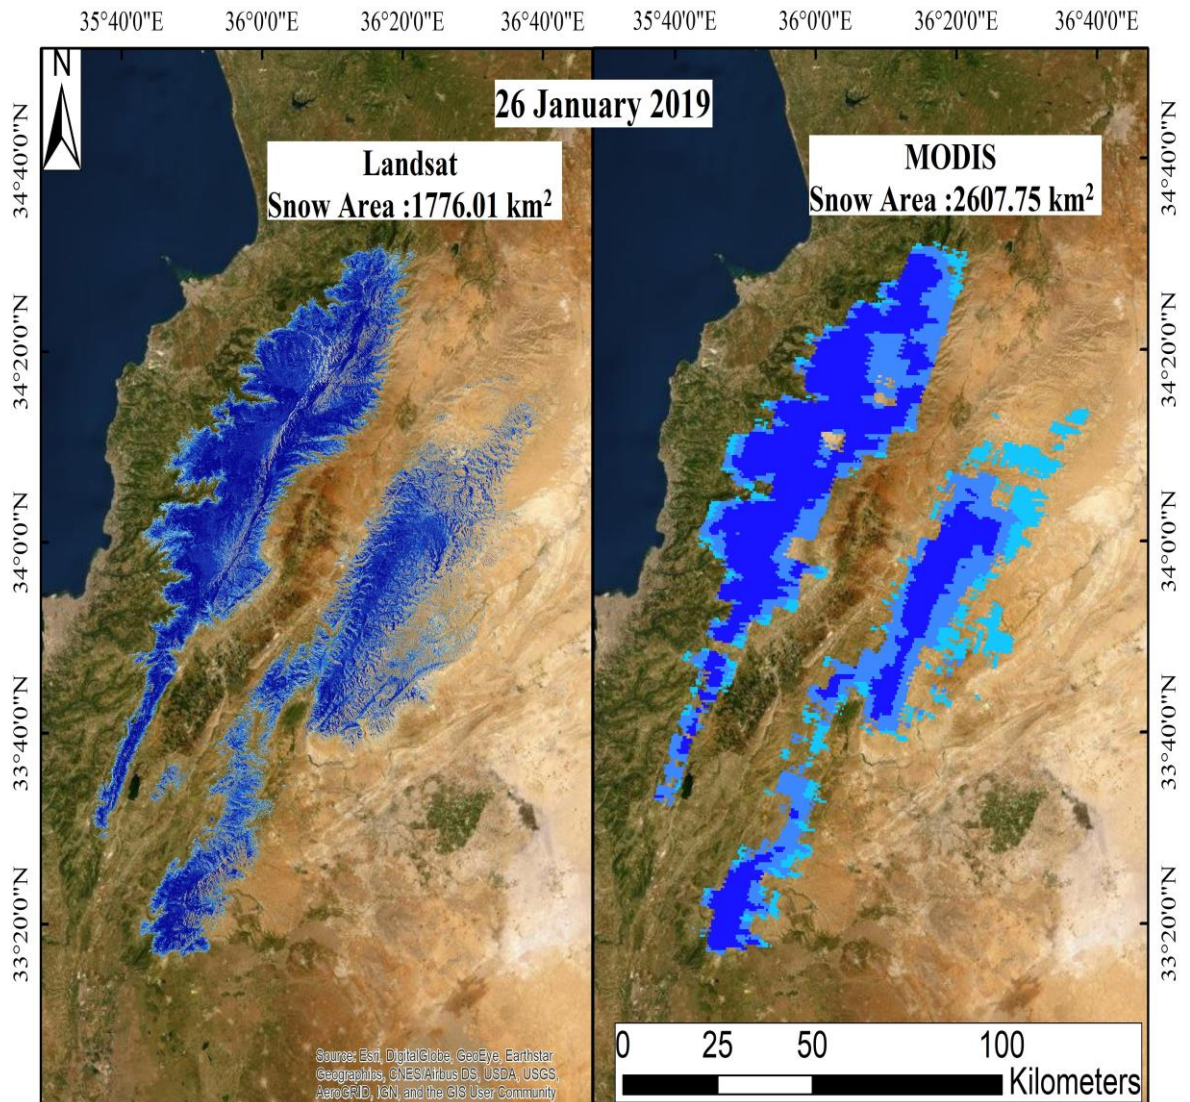 35°40'0"E 36°0'0"E 36°20'0"E 36°40'0"E 35°40'0"E 36°0'0"E 36°20'0"E 36°40'0"E
N
26 January 2019
Landsat
Snow Area :1776.01 km²
MODIS
Snow Area :2607.75 km²
34°40'0"N
34°20'0"N
34°0'0"N
33°40'0"N
33°20'0"N
34°40'0"N
34°20'0"N
34°0'0"N
33°40'0"N
33°20'0"N
Source: Esri, DigitalGlobe, GeoEye, Earthstar
Geographics, CNES/Airbus DS, USDA, USGS,
AeroGRID, IGN, and the GIS User Community
0 25 50 100
Kilometers